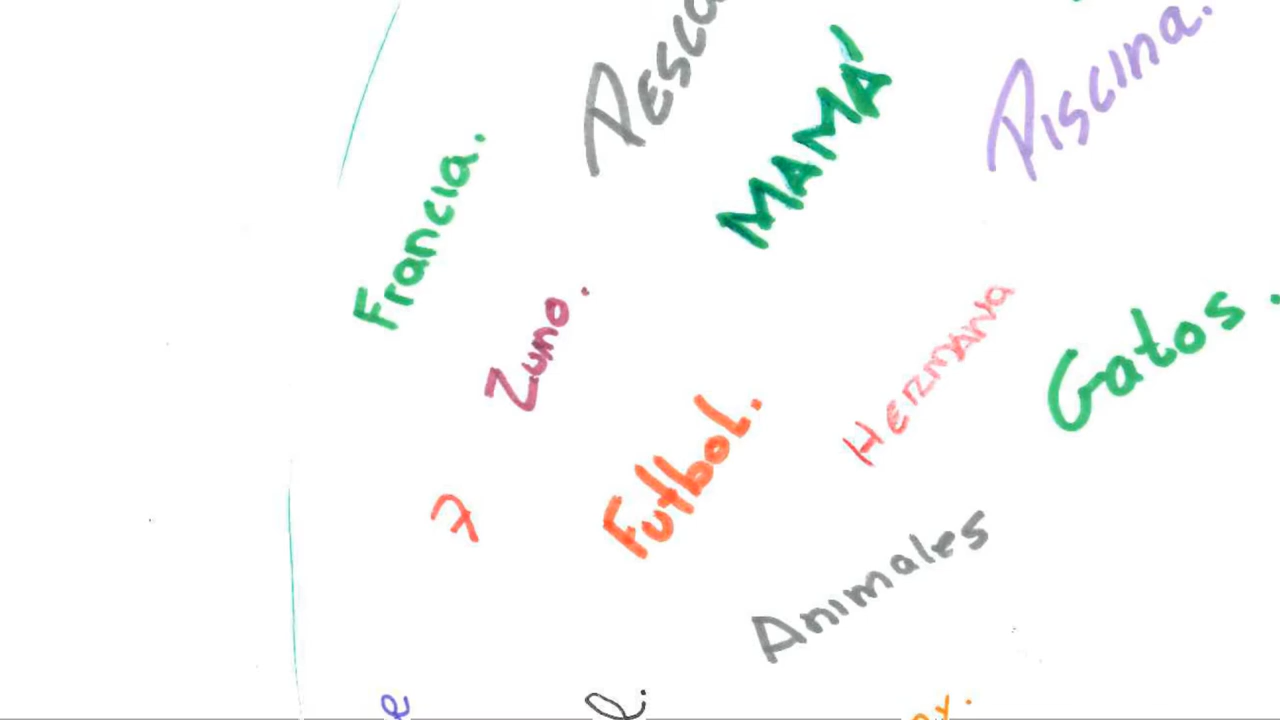 Francia.
MAMÁ
Piscina.
Zuno.
Hermana
Gatos.
7
Futbol.
Animales